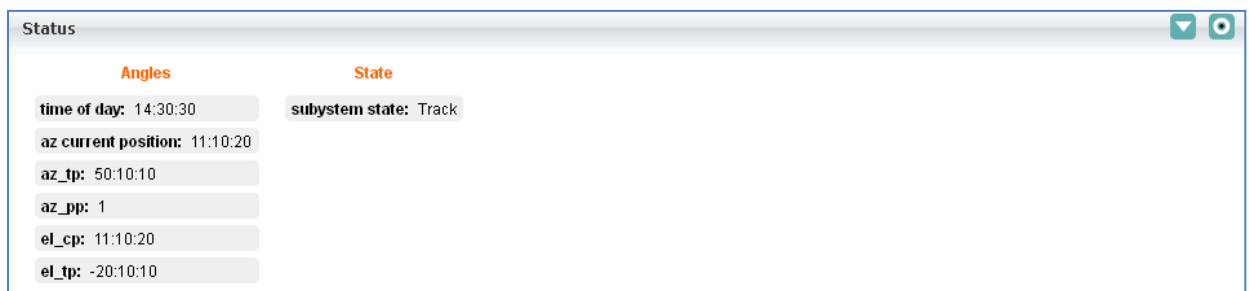 Status
Angles
State
time of day: 14:30:30
subystem state: Track
az current position: 11:10:20
az_tp: 50:10:10
az_pp: 1
el_cp: 11:10:20
el_tp: -20:10:10